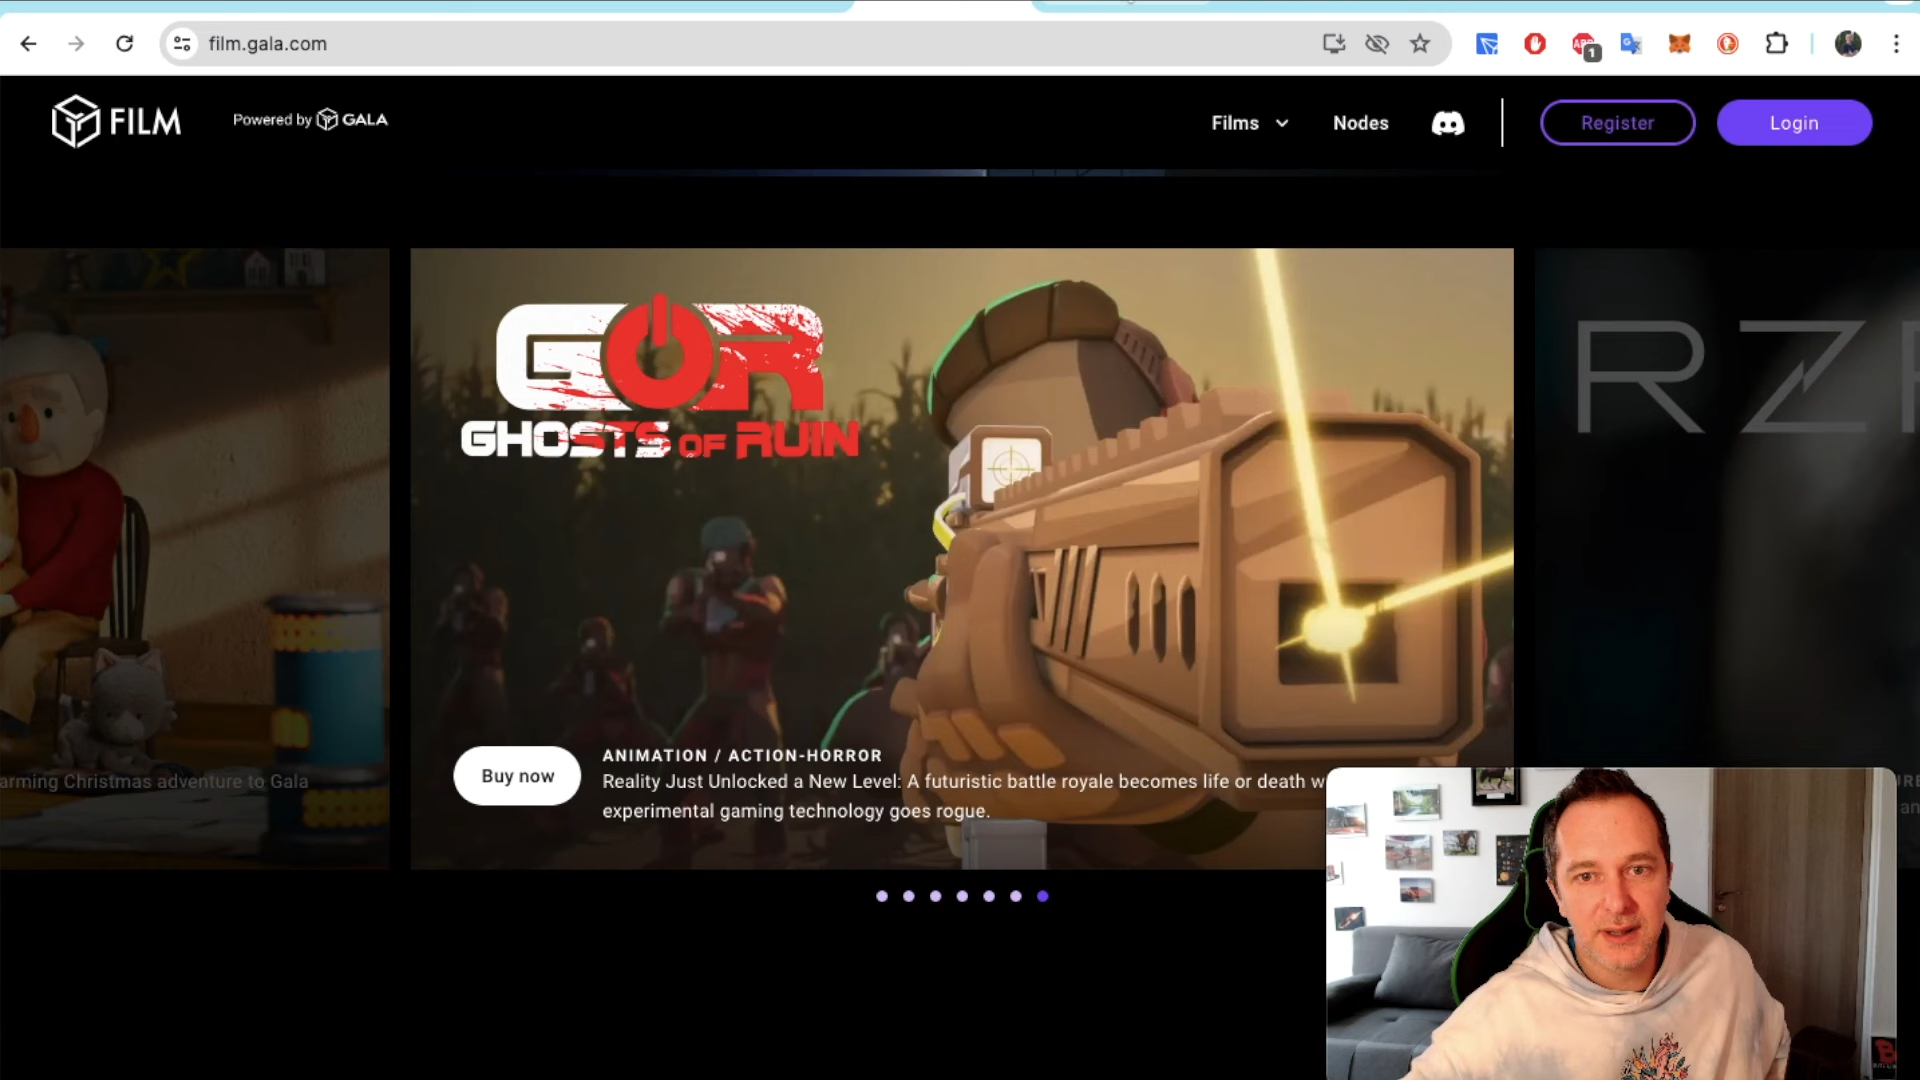 film.gala.com
1
FILM
Powered by GALA
Films
Nodes
Register
Login
GOR
GHOSTS OF RUIN
RZR
Buy now
ANIMATION / ACTION-HORROR
Reality Just Unlocked a New Level: A futuristic battle royale becomes life or death w
experimental gaming technology goes rogue.
arming Christmas adventure to Gala